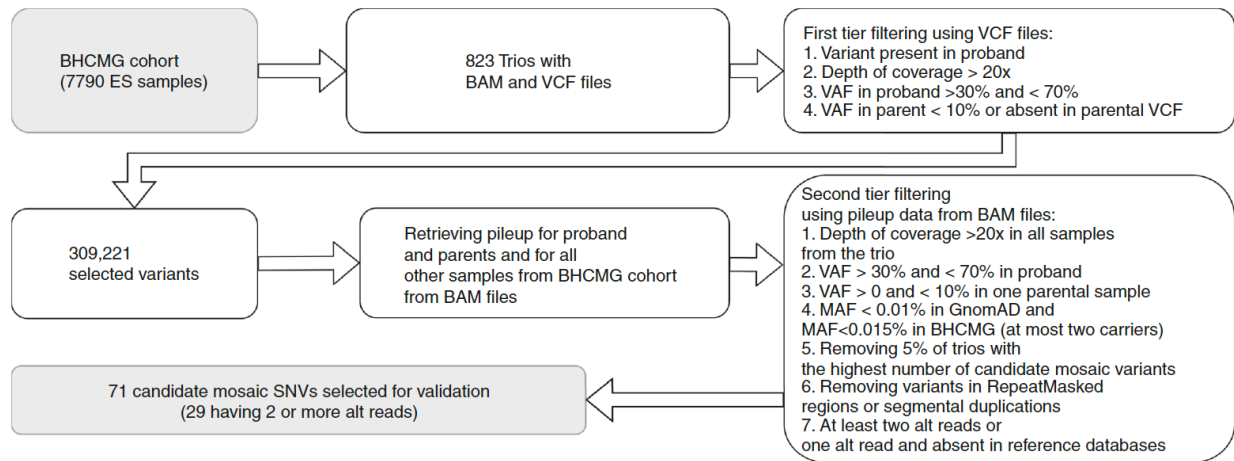 BHCMG cohort
(7790 ES samples)
823 Trios with
BAM and VCF files
First tier filtering using VCF files:
1. Variant present in proband
2. Depth of coverage > 20x
3. VAF in proband >30% and < 70%
4. VAF in parent < 10% or absent in parental VCF
309,221
selected variants
Retrieving pileup for proband
and parents and for all
other samples from BHCMG cohort
from BAM files
Second tier filtering
using pileup data from BAM files:
1. Depth of coverage >20x in all samples
from the trio
2. VAF > 30% and < 70% in proband
3. VAF > 0 and < 10% in one parental sample
4. MAF < 0.01% in GnomAD and
MAF<0.015% in BHCMG (at most two carriers)
5. Removing 5% of trios with
the highest number of candidate mosaic variants
6. Removing variants in RepeatMasked
regions or segmental duplications
7. At least two alt reads or
one alt read and absent in reference databases
71 candidate mosaic SNVs selected for validation
(29 having 2 or more alt reads)